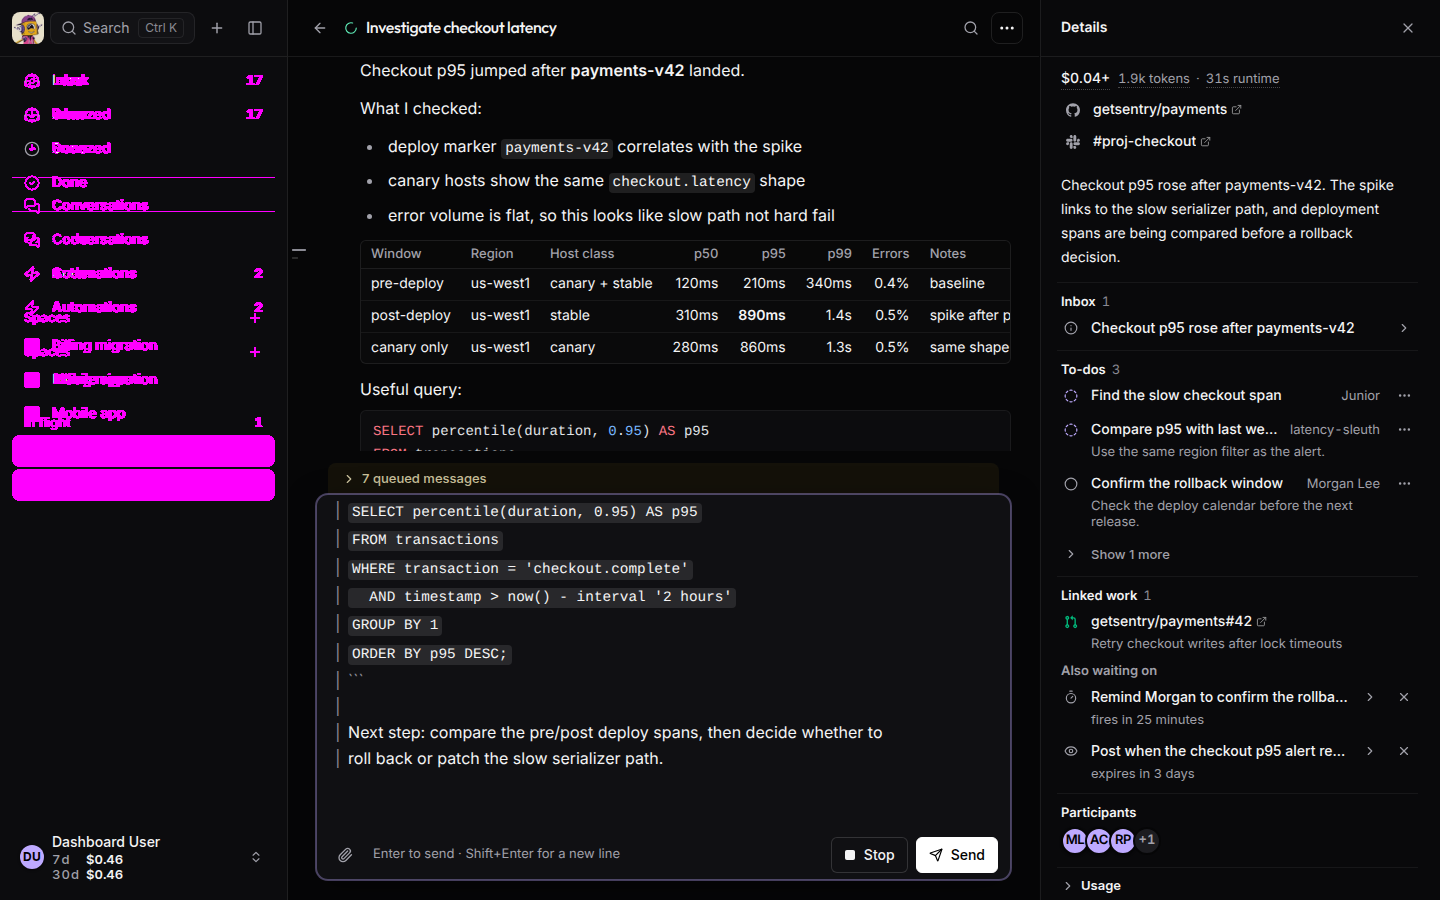 Search Ctrl K
Investigate checkout latency
Details
17
17
Done
Conversations
Conversations
2
Automations 2
Spaces
Billing migration
Mobile app
In flight 1
Dashboard User
DU
7d $0.46
30d $0.46
Checkout p95 jumped after payments-v42 landed.
What I checked:
deploy marker payments-v42 correlates with the spike
canary hosts show the same checkout.latency shape
error volume is flat, so this looks like slow path not hard fail
Window Region Host class p50 p95 p99 Errors Notes
pre-deploy us-west1 canary + stable 120ms 210ms 340ms 0.4% baseline
post-deploy us-west1 stable 310ms 890ms 1.4s 0.5% spike after p
canary only us-west1 canary 280ms 860ms 1.3s 0.5% same shape
Useful query:
SELECT percentile(duration, 0.95) AS p95
FROM transactions
7 queued messages
SELECT percentile(duration, 0.95) AS p95
FROM transactions
WHERE transaction = 'checkout.complete'
AND timestamp > now() - interval '2 hours'
GROUP BY 1
ORDER BY p95 DESC;
```
Next step: compare the pre/post deploy spans, then decide whether to
roll back or patch the slow serializer path.
Enter to send · Shift+Enter for a new line
Stop
Send
$0.04+ 1.9k tokens · 31s runtime
getsentry/payments
#proj-checkout
Checkout p95 rose after payments-v42. The spike
links to the slow serializer path, and deployment
spans are being compared before a rollback
decision.
Inbox 1
Checkout p95 rose after payments-v42
To-dos 3
Find the slow checkout span Junior
Compare p95 with last we... latency-sleuth
Use the same region filter as the alert.
Confirm the rollback window Morgan Lee
Check the deploy calendar before the next
release.
Show 1 more
Linked work 1
getsentry/payments#42
Retry checkout writes after lock timeouts
Also waiting on
Remind Morgan to confirm the rollba...
fires in 25 minutes
Post when the checkout p95 alert re...
expires in 3 days
Participants
ML AC RP +1
Usage